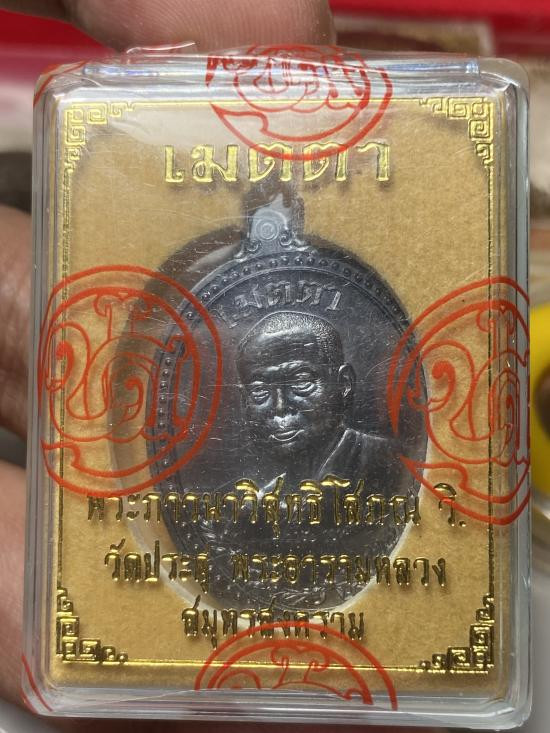 เมตตา
เมตตา
พระภาวนาวิสุทธิโสภณ วิ.
วัดประดู่ พระอารามหลวง
สมุทรสงคราม